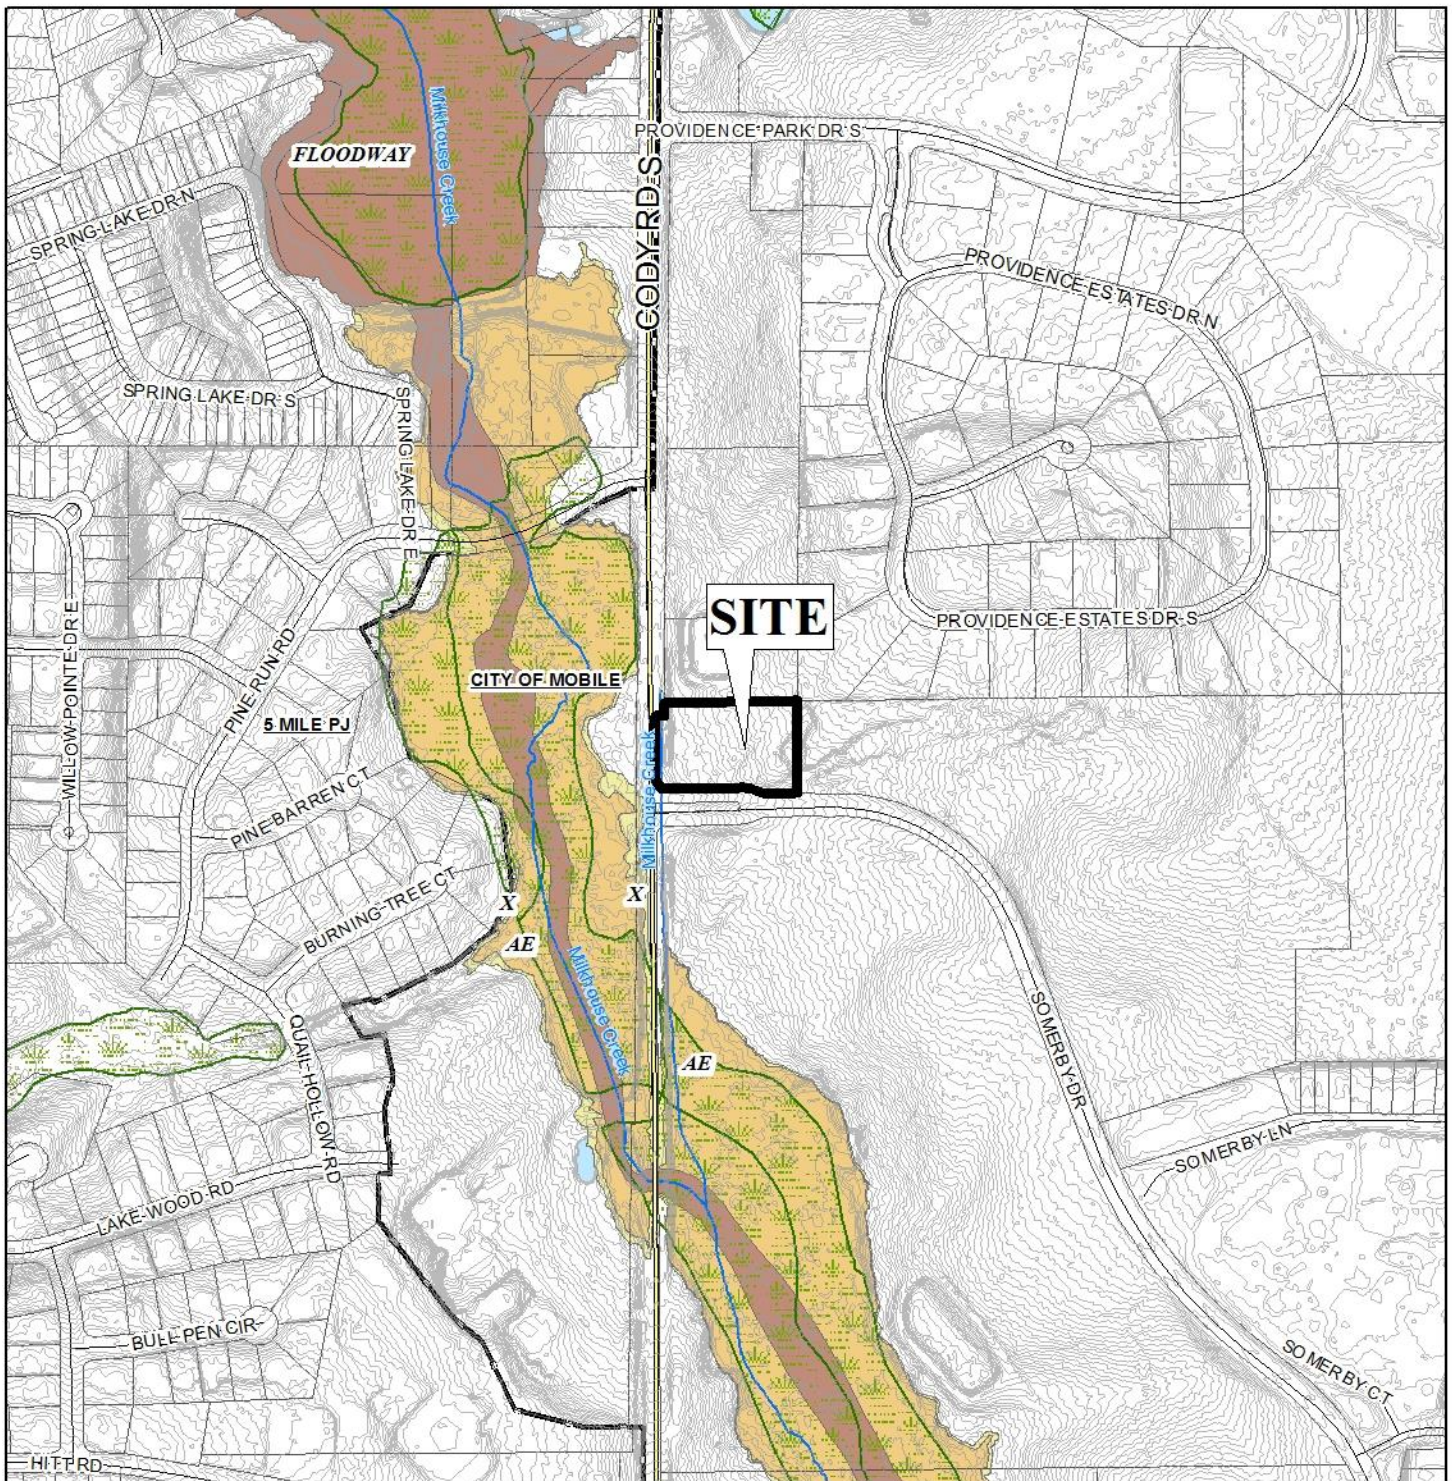 PROVIDENCE PARK DR S
Milkhouse Creek
FLOODWAY
CODY RD S
SPRING LAKE DR N
PROVIDENCE ESTATES DR N
SPRING LAKE DR S
SPRING LAKE DR E
SITE
PROVIDENCE ESTATES DR S
WILLOW POINTE DR E
PINE RUN RD
CITY OF MOBILE
5 MILE PJ
Milkhouse Creek
PINE BARREN CT
BURNING TREE CT
X
X
AE
Milkhouse Creek
QUAIL HOLLOW RD
SOMERBY DR
AE
SOMERBY LN
LAKE WOOD RD
BULL PEN CIR
SOMERBY CT
HITT RD